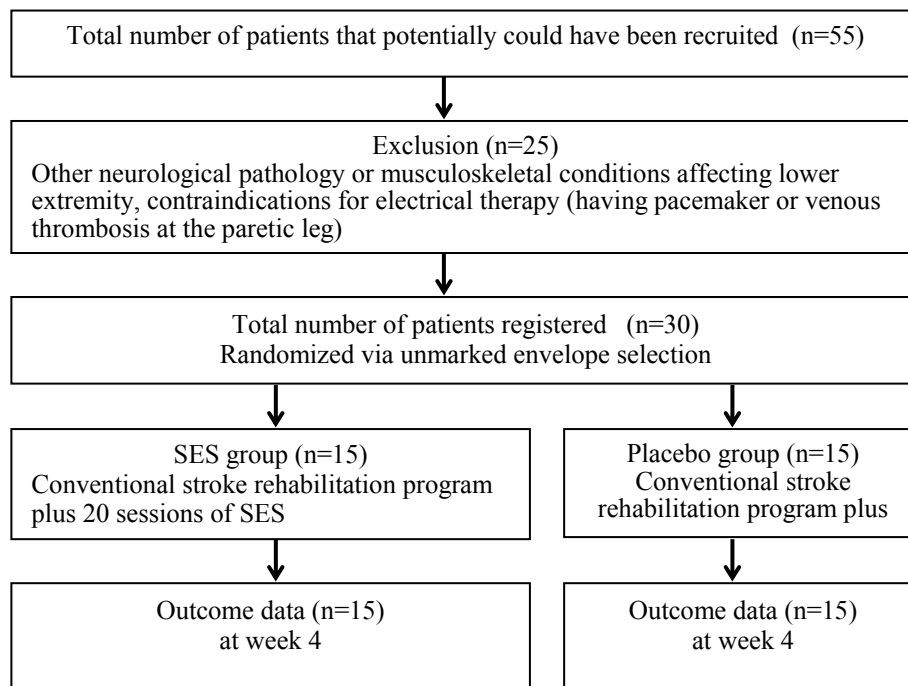 Total number of patients that potentially could have been recruited (n=55)
Exclusion (n=25)
Other neurological pathology or musculoskeletal conditions affecting lower
extremity, contraindications for electrical therapy (having pacemaker or venous
thrombosis at the paretic leg)
Total number of patients registered (n=30)
Randomized via unmarked envelope selection
SES group (n=15)
Conventional stroke rehabilitation program
plus 20 sessions of SES
Placebo group (n=15)
Conventional stroke
rehabilitation program plus
Outcome data (n=15)
at week 4
Outcome data (n=15)
at week 4